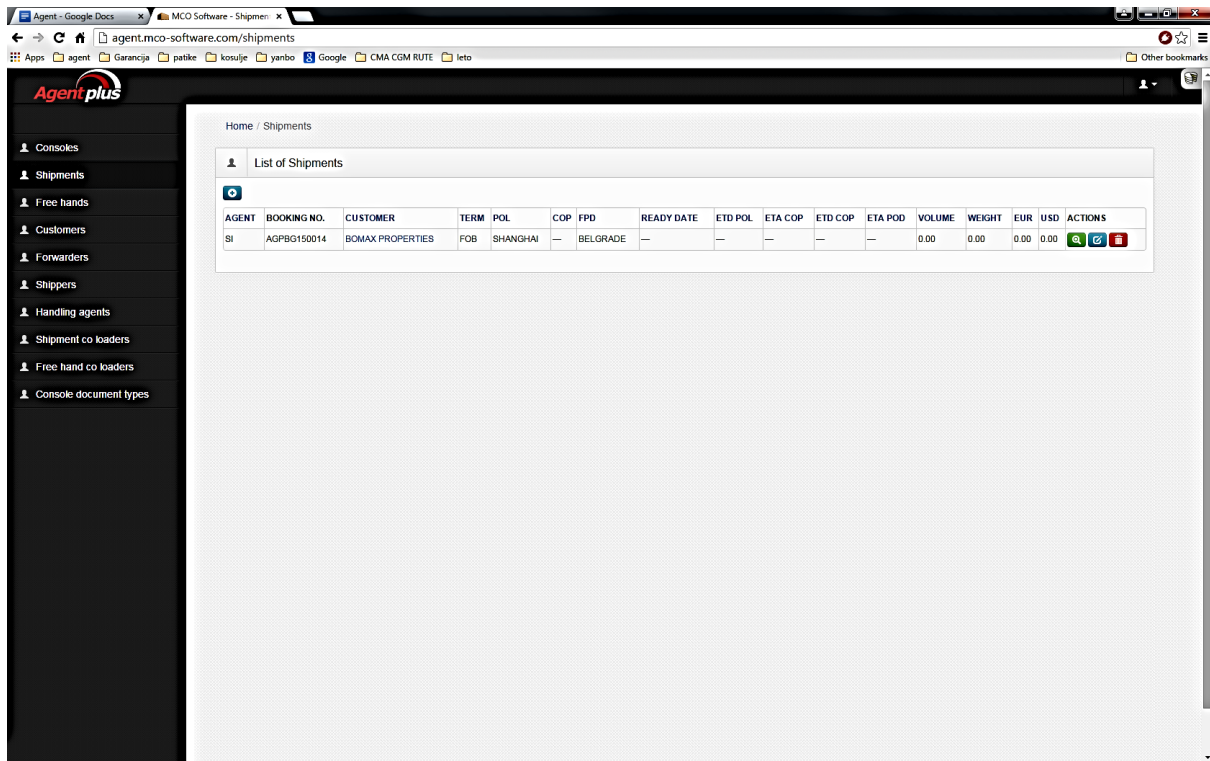 Agent - Google Docs
MCO Software - Shipmen
agent.mco-software.com/shipments
Apps agent Garancija patike kosulje yanbo Google CMA CGM RUTE leto Other bookmarks
Agent plus
Home / Shipments
Consoles
Shipments
Free hands
Customers
Forwarders
Shippers
Handling agents
Shipment co loaders
Free hand co loaders
Console document types
List of Shipments
AGENT BOOKING NO. CUSTOMER TERM POL COP FPD READY DATE ETD POL ETA COP ETD COP ETA POD VOLUME WEIGHT EUR USD ACTIONS
SI AGPBG150014 BOMAX PROPERTIES FOB SHANGHAI — BELGRADE — — — — — 0.00 0.00 0.00 0.00